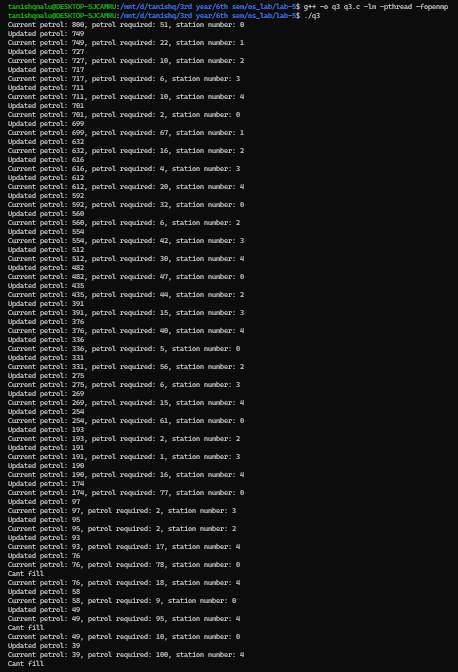 tanishqmalu@DESKTOP-5JCAMRU:/mnt/d/tanishq/3rd year/6th sem/os_lab/lab-5$ g++ -o q3 q3.c -lm -pthread -fopenmp
tanishqmalu@DESKTOP-5JCAMRU:/mnt/d/tanishq/3rd year/6th sem/os_lab/lab-5$ ./q3
Current petrol: 800, petrol required: 51, station number: 0
Updated petrol: 749
Current petrol: 749, petrol required: 22, station number: 1
Updated petrol: 727
Current petrol: 727, petrol required: 10, station number: 2
Updated petrol: 717
Current petrol: 717, petrol required: 6, station number: 3
Updated petrol: 711
Current petrol: 711, petrol required: 10, station number: 4
Updated petrol: 701
Current petrol: 701, petrol required: 2, station number: 0
Updated petrol: 699
Current petrol: 699, petrol required: 67, station number: 1
Updated petrol: 632
Current petrol: 632, petrol required: 16, station number: 2
Updated petrol: 616
Current petrol: 616, petrol required: 4, station number: 3
Updated petrol: 612
Current petrol: 612, petrol required: 20, station number: 4
Updated petrol: 592
Current petrol: 592, petrol required: 32, station number: 0
Updated petrol: 560
Current petrol: 560, petrol required: 6, station number: 2
Updated petrol: 554
Current petrol: 554, petrol required: 42, station number: 3
Updated petrol: 512
Current petrol: 512, petrol required: 30, station number: 4
Updated petrol: 482
Current petrol: 482, petrol required: 47, station number: 0
Updated petrol: 435
Current petrol: 435, petrol required: 44, station number: 2
Updated petrol: 391
Current petrol: 391, petrol required: 15, station number: 3
Updated petrol: 376
Current petrol: 376, petrol required: 40, station number: 4
Updated petrol: 336
Current petrol: 336, petrol required: 5, station number: 0
Updated petrol: 331
Current petrol: 331, petrol required: 56, station number: 2
Updated petrol: 275
Current petrol: 275, petrol required: 6, station number: 3
Updated petrol: 269
Current petrol: 269, petrol required: 15, station number: 4
Updated petrol: 254
Current petrol: 254, petrol required: 61, station number: 0
Updated petrol: 193
Current petrol: 193, petrol required: 2, station number: 2
Updated petrol: 191
Current petrol: 191, petrol required: 1, station number: 3
Updated petrol: 190
Current petrol: 190, petrol required: 16, station number: 4
Updated petrol: 174
Current petrol: 174, petrol required: 77, station number: 0
Updated petrol: 97
Current petrol: 97, petrol required: 2, station number: 3
Updated petrol: 95
Current petrol: 95, petrol required: 2, station number: 2
Updated petrol: 93
Current petrol: 93, petrol required: 17, station number: 4
Updated petrol: 76
Current petrol: 76, petrol required: 78, station number: 0
Cant fill
Current petrol: 76, petrol required: 18, station number: 4
Updated petrol: 58
Current petrol: 58, petrol required: 9, station number: 0
Updated petrol: 49
Current petrol: 49, petrol required: 95, station number: 4
Cant fill
Current petrol: 49, petrol required: 10, station number: 0
Updated petrol: 39
Current petrol: 39, petrol required: 100, station number: 4
Cant fill